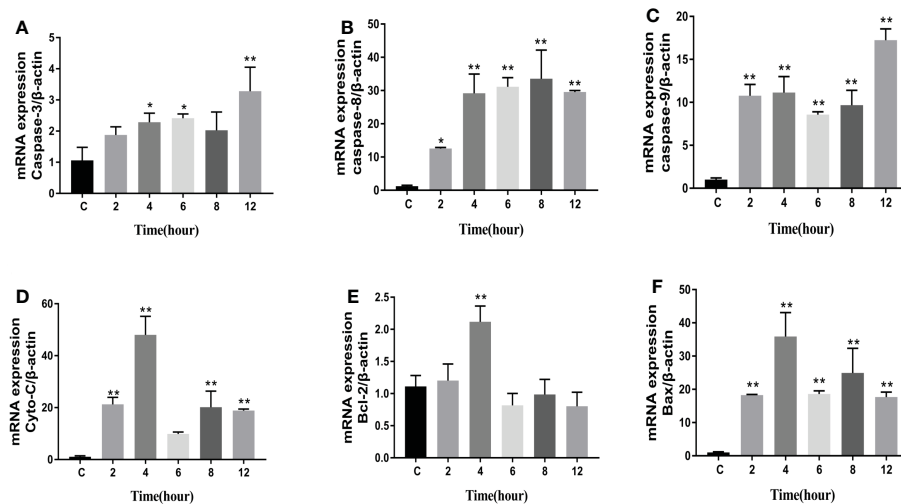 A
mRNA expression
Caspase-3/β-actin
5
4
3
2
1
0
*
*
**
C 2 4 6 8 12
Time(hour)
B
mRNA expression
caspase-8/β-actin
50
40
30
20
10
0
*
**
**
**
**
C 2 4 6 8 12
Time(hour)
C
mRNA expression
caspase-9/β-actin
20
15
10
5
0
**
**
**
**
**
C 2 4 6 8 12
Time(hour)
D
mRNA expression
Cyto-C/β-actin
60
40
20
0
**
**
**
**
C 2 4 6 8 12
Time(hour)
E
mRNA expression
Bcl-2/β-actin
2.5
2.0
1.5
1.0
0.5
0.0
**
C 2 4 6 8 12
Time(hour)
F
mRNA expression
Bax/β-actin
50
40
30
20
10
0
**
**
**
**
**
C 2 4 6 8 12
Time(hour)